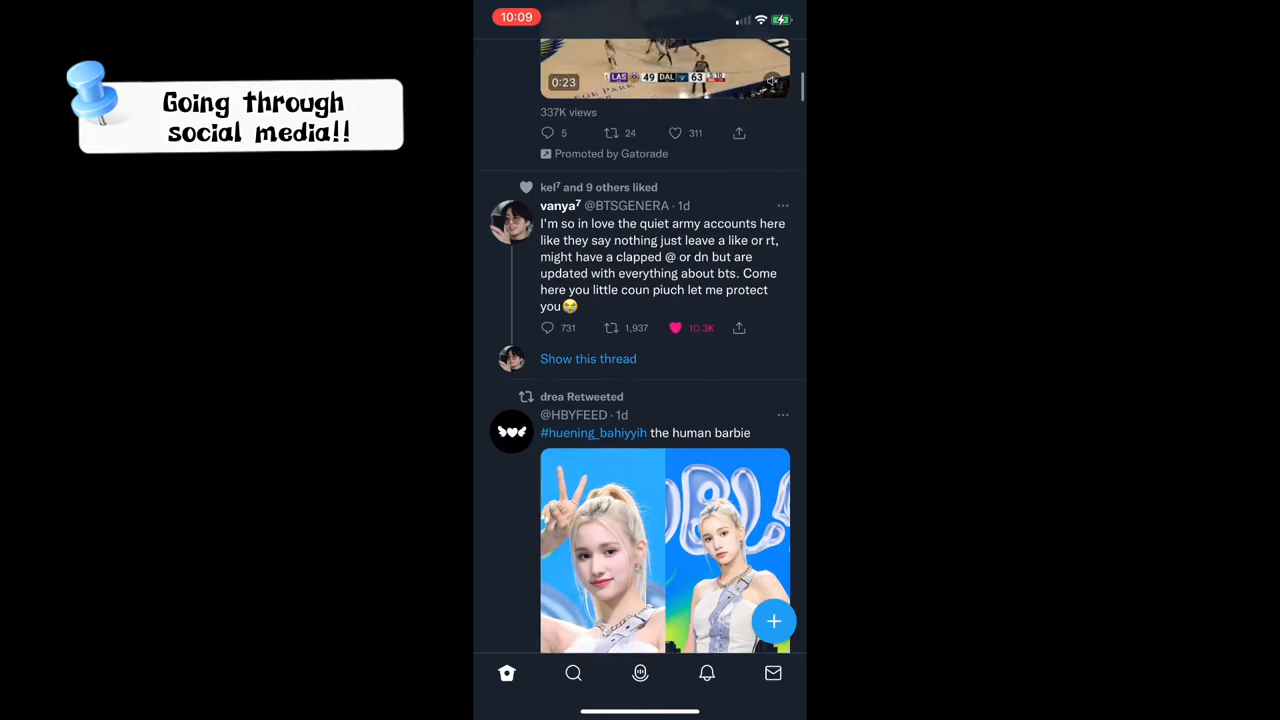 Going through
social media!!
10:09
LAS 49 DAL 63
0:23
337K views
5 24 311
Promoted by Gatorade
kel⁷ and 9 others liked
vanya⁷ @BTSGENERA · 1d
I'm so in love the quiet army accounts here
like they say nothing just leave a like or rt,
might have a clapped @ or dn but are
updated with everything about bts. Come
here you little coun piuch let me protect
you😭
731 1,937 10.3K
Show this thread
drea Retweeted
@HBYFEED · 1d
#huening_bahiyyih the human barbie